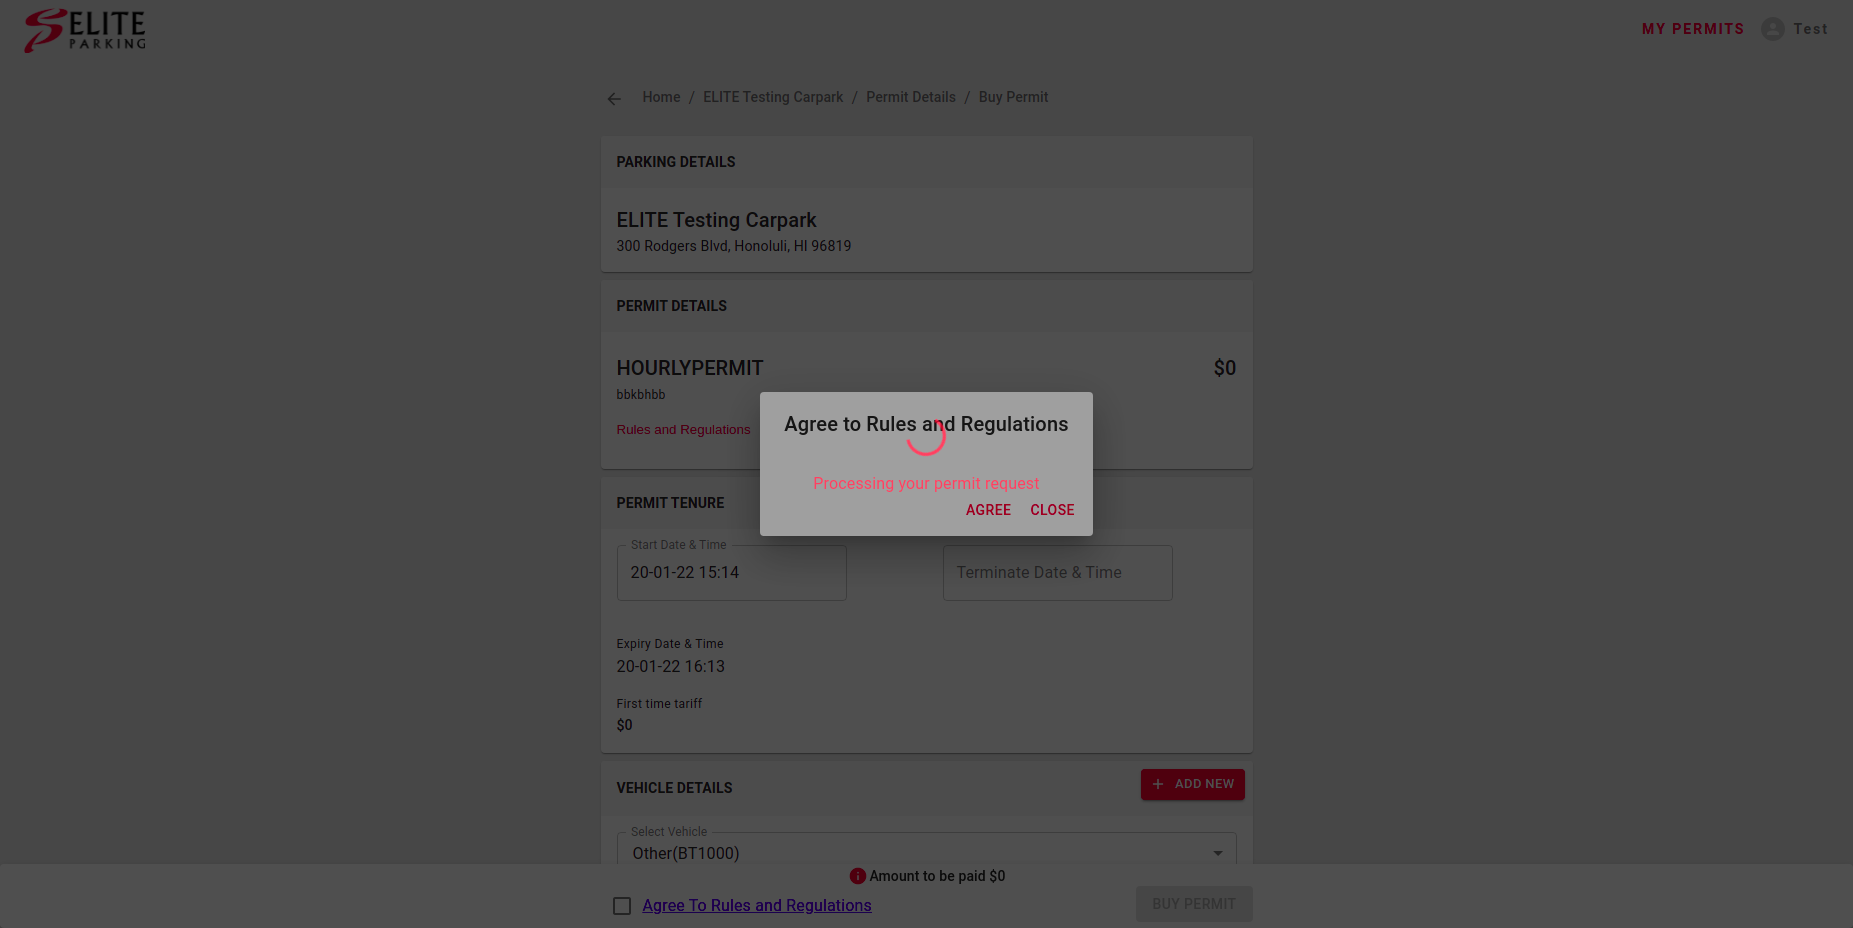 ELITE
PARKING
MY PERMITS
Test
Home / ELITE Testing Carpark / Permit Details / Buy Permit
PARKING DETAILS
ELITE Testing Carpark
300 Rodgers Blvd, Honoluli, HI 96819
PERMIT DETAILS
HOURLYPERMIT
$0
bbkbhbb
Rules and Regulations
Agree to Rules and Regulations
Processing your permit request
AGREE CLOSE
PERMIT TENURE
Start Date & Time
20-01-22 15:14
Terminate Date & Time
Expiry Date & Time
20-01-22 16:13
First time tariff
$0
VEHICLE DETAILS
+ ADD NEW
Select Vehicle
Other(BT1000)
Amount to be paid $0
Agree To Rules and Regulations
BUY PERMIT